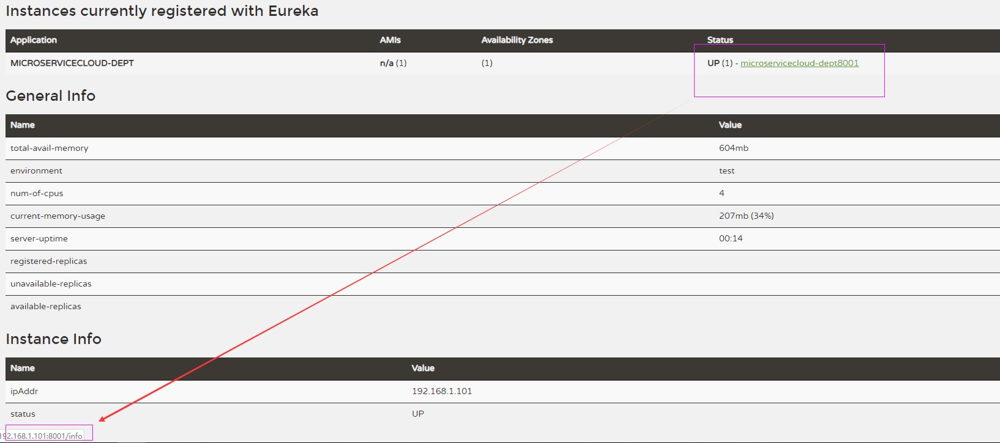 Instances currently registered with Eureka
Application AMIs Availability Zones Status
MICROSERVICECLOUD-DEPT n/a (1) (1) UP (1) - microservicecloud-dept8001
General Info
Name Value
total-avail-memory 604mb
environment test
num-of-cpus 4
current-memory-usage 207mb (34%)
server-uptime 00:14
registered-replicas
unavailable-replicas
available-replicas
Instance Info
Name Value
ipAddr 192.168.1.101
status UP
192.168.1.101:8001/info